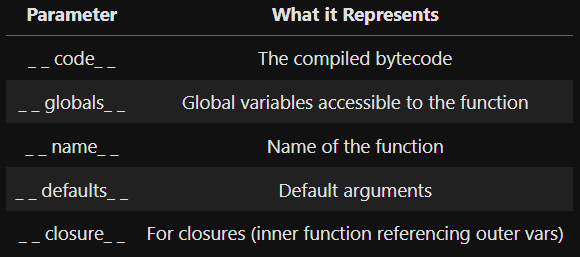 Parameter What it Represents
_ _ code_ _ The compiled bytecode
_ _ globals_ _ Global variables accessible to the function
_ _ name_ _ Name of the function
_ _ defaults_ _ Default arguments
_ _ closure_ _ For closures (inner function referencing outer vars)